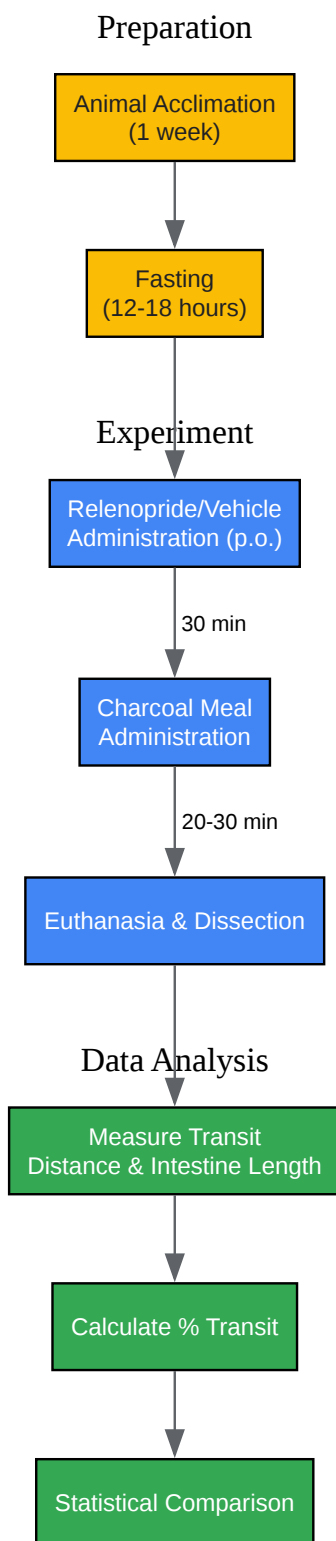 Preparation
Animal Acclimation
(1 week)
Fasting
(12-18 hours)
Experiment
Relenopride/Vehicle
Administration (p.o.)
30 min
Charcoal Meal
Administration
20-30 min
Euthanasia & Dissection
Data Analysis
Measure Transit
Distance & Intestine Length
Calculate % Transit
Statistical Comparison